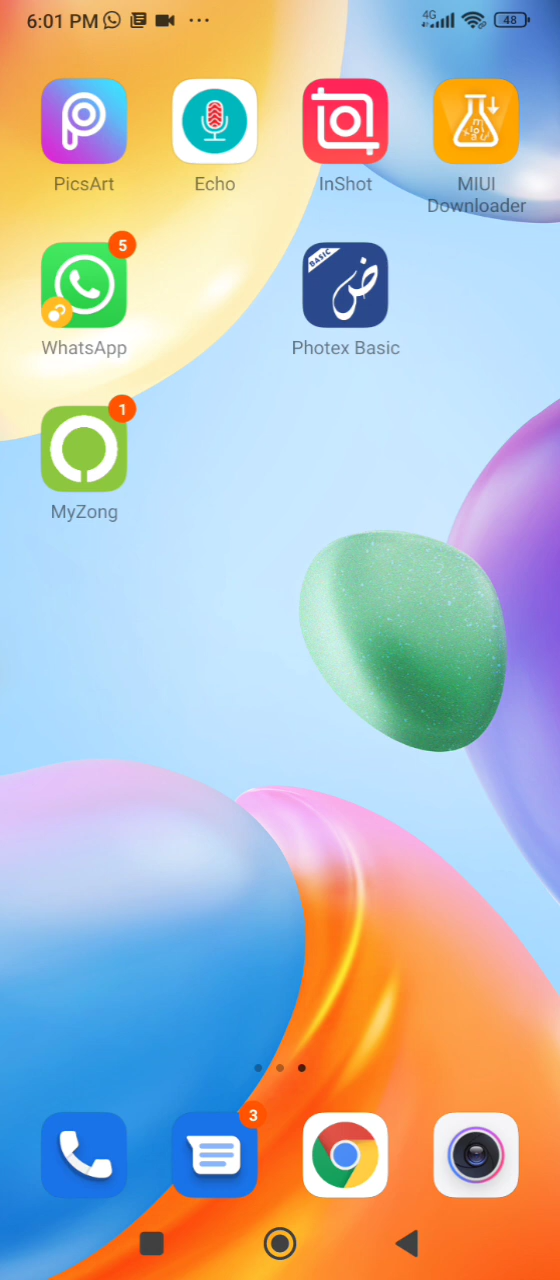 6:01 PM 4G 48
PicsArt Echo InShot MIUI
Downloader
5
BASIC
ض
WhatsApp Photex Basic
1
MyZong
3